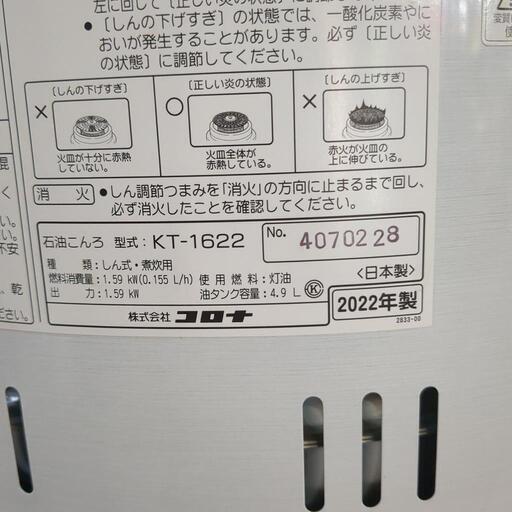 左に回して〔正しい炎の状態〕に調節し
•〔しんの下げすぎ〕の状態では、一酸化炭素やに
おいが発生することがあります。必ず〔正しい炎
の状態〕に調節してください。
〔しんの下げすぎ〕
〔正しい炎の状態〕
〔しんの上げすぎ〕
×
○
×
火皿が十分に赤熱
していない。
火皿全体が
赤熱している。
赤火が火皿の
上に伸びている。
消火
•しん調節つまみを「消火」の方向に止まるまで回し、
必ず消火したことを確認してください。
石油こんろ 型式: KT-1622
No. 4070228
種類:しん式・煮炊用
燃料消費量:1.59 kW(0.155 L/h) 使用燃料:灯油
出力:1.59 kW 油タンク容量:4.9 L
<日本製>
株式会社 コロナ
2022年製
2833-00